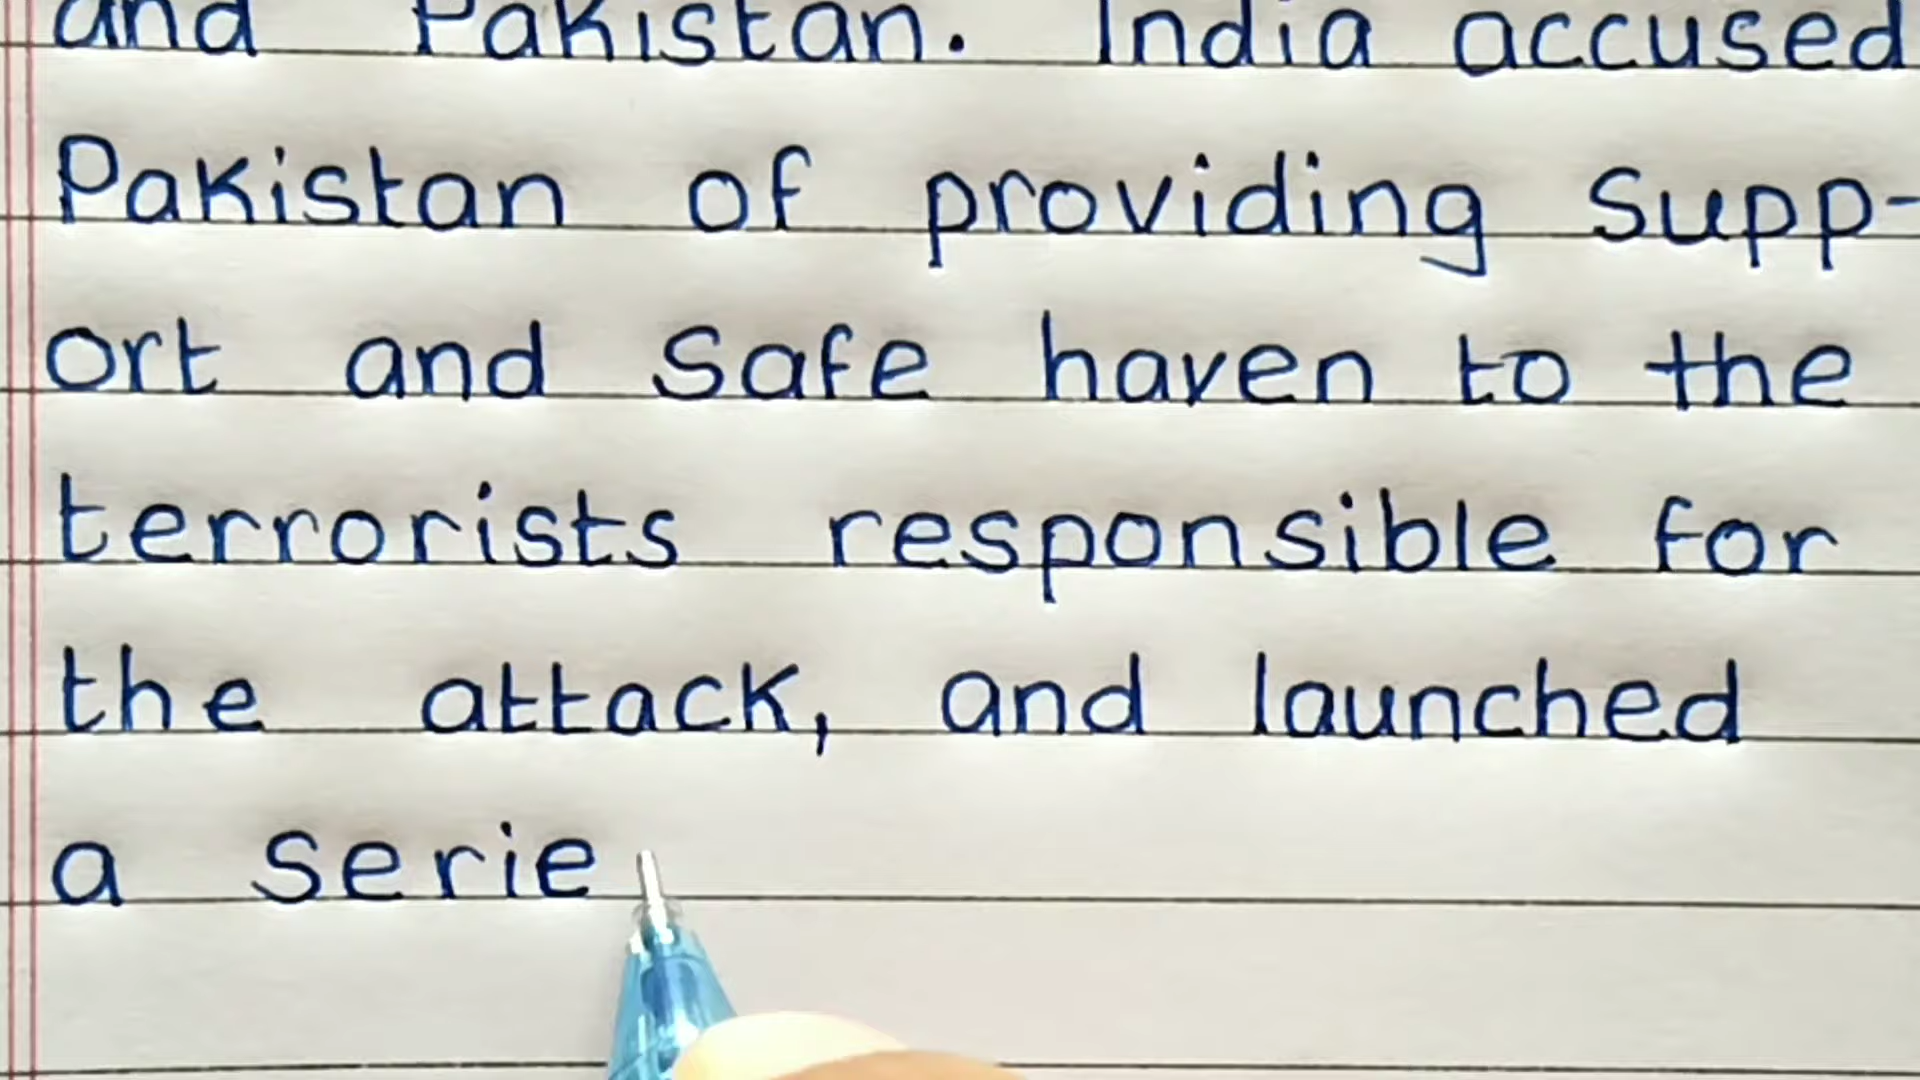 and Pakistan. India accused
Pakistan of providing supp-
ort and safe haven to the
terrorists responsible for
the attack, and launched
a serie